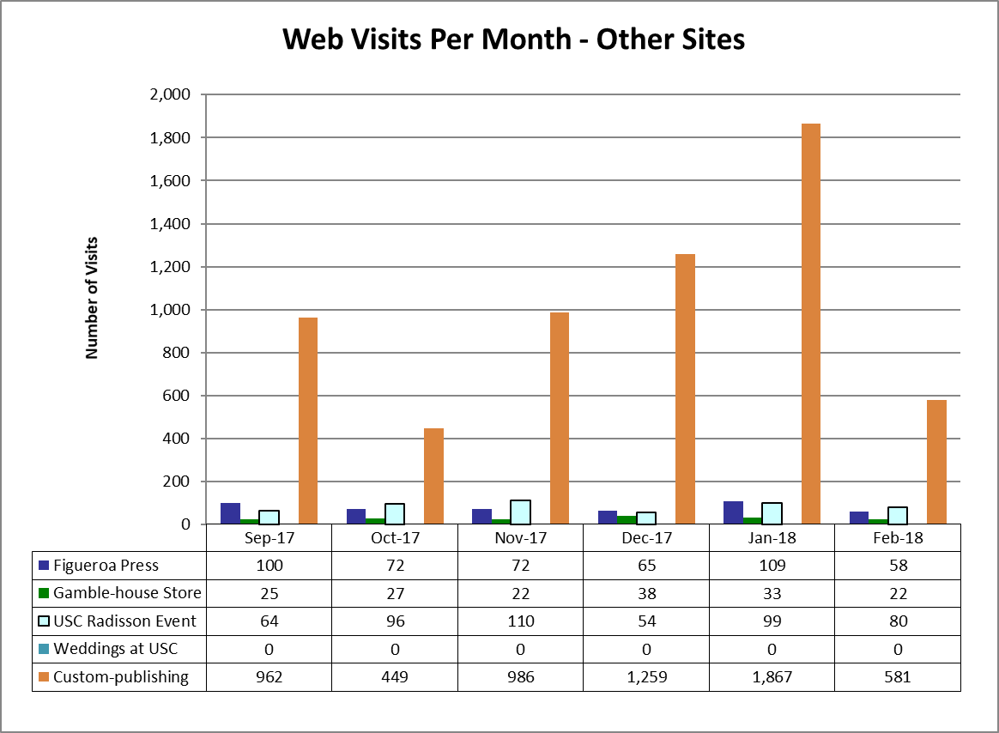 Web Visits Per Month - Other Sites
Number of Visits
2,000
1,800
1,600
1,400
1,200
1,000
800
600
400
200
0
Sep-17 Oct-17 Nov-17 Dec-17 Jan-18 Feb-18
Figueroa Press 100 72 72 65 109 58
Gamble-house Store 25 27 22 38 33 22
USC Radisson Event 64 96 110 54 99 80
Weddings at USC 0 0 0 0 0 0
Custom-publishing 962 449 986 1,259 1,867 581